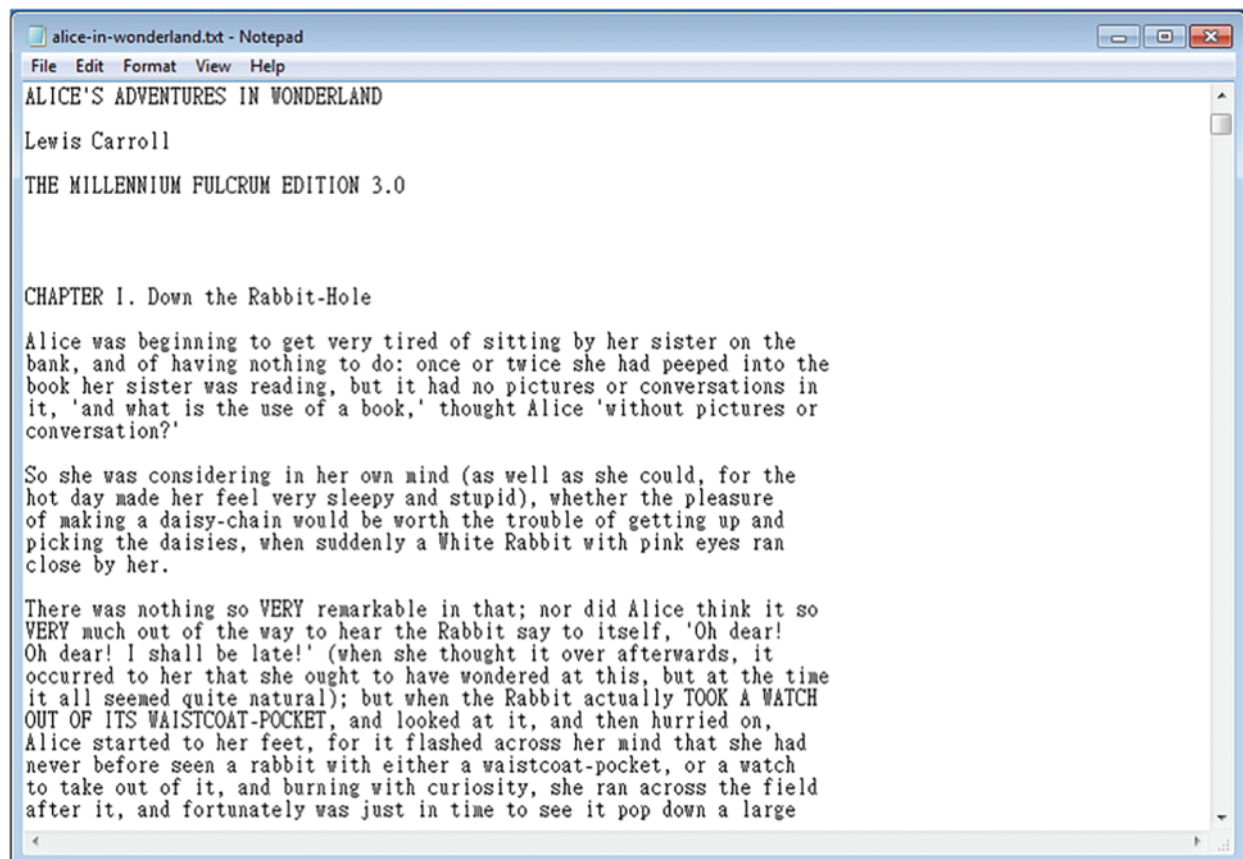 alice-in-wonderland.txt - Notepad
File Edit Format View Help
ALICE'S ADVENTURES IN WONDERLAND
Lewis Carroll
THE MILLENNIUM FULCRUM EDITION 3.0
CHAPTER I. Down the Rabbit-Hole
Alice was beginning to get very tired of sitting by her sister on the
bank, and of having nothing to do: once or twice she had peeped into the
book her sister was reading, but it had no pictures or conversations in
it, 'and what is the use of a book,' thought Alice 'without pictures or
conversation?'
So she was considering in her own mind (as well as she could, for the
hot day made her feel very sleepy and stupid), whether the pleasure
of making a daisy-chain would be worth the trouble of getting up and
picking the daisies, when suddenly a White Rabbit with pink eyes ran
close by her.
There was nothing so VERY remarkable in that; nor did Alice think it so
VERY much out of the way to hear the Rabbit say to itself, 'Oh dear!
Oh dear! I shall be late!' (when she thought it over afterwards, it
occurred to her that she ought to have wondered at this, but at the time
it all seemed quite natural); but when the Rabbit actually TOOK A WATCH
OUT OF ITS WAISTCOAT-POCKET, and looked at it, and then hurried on,
Alice started to her feet, for it flashed across her mind that she had
never before seen a rabbit with either a waistcoat-pocket, or a watch
to take out of it, and burning with curiosity, she ran across the field
after it, and fortunately was just in time to see it pop down a large